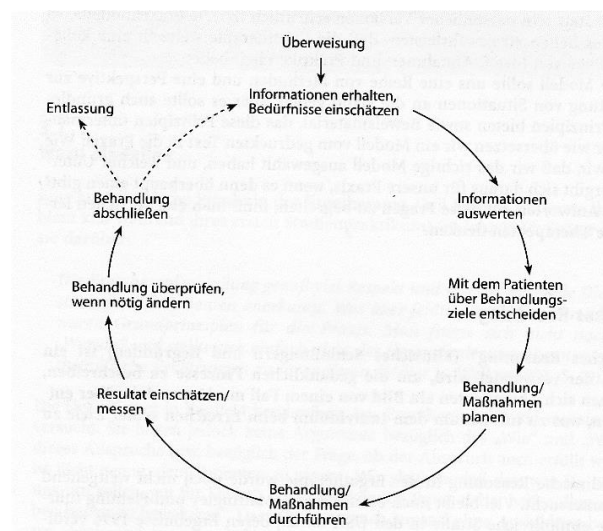 Überweisung
Informationen erhalten,
Bedürfnisse einschätzen
Informationen
auswerten
Mit dem Patienten
über Behandlungs-
ziele entscheiden
Behandlung/
Maßnahmen
planen
Behandlung/
Maßnahmen
durchführen
Resultat einschätzen/
messen
Behandlung überprüfen,
wenn nötig ändern
Behandlung
abschließen
Entlassung